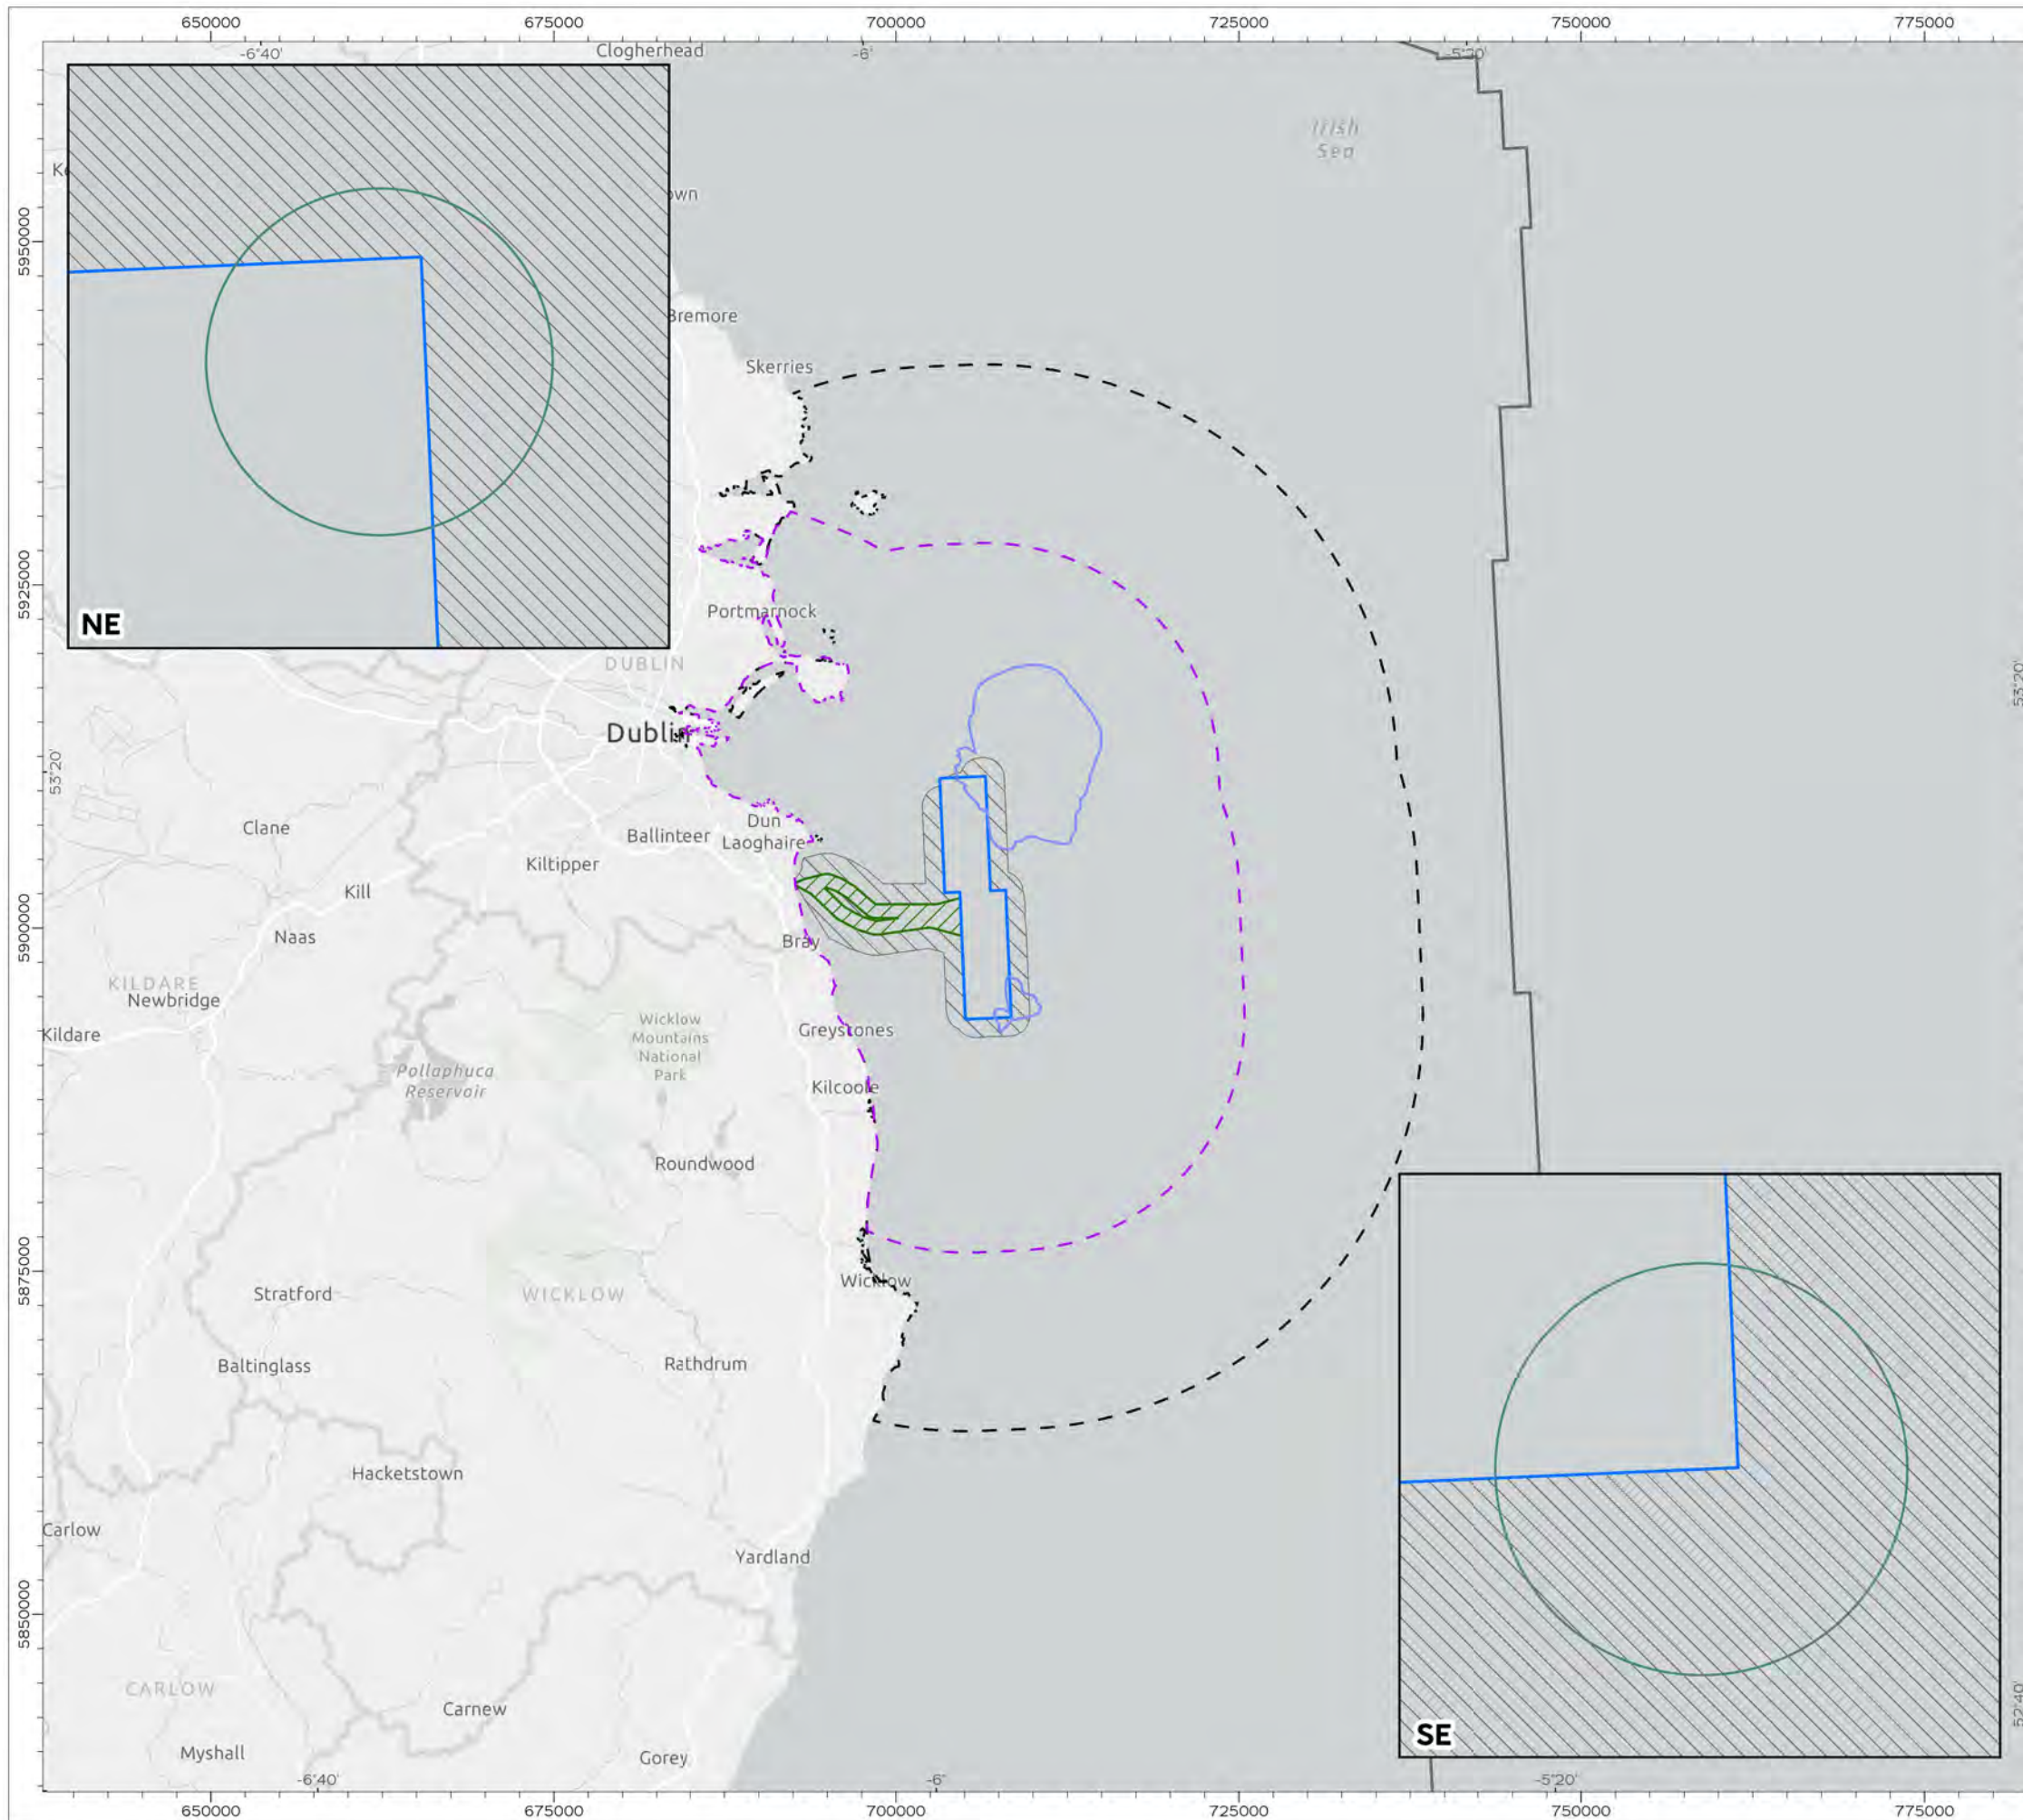 650000
675000
700000
725000
750000
775000
-6°40'
Clogherhead
-6°
-5°20'
Irish
Sea
5950000
Bremore
Skerries
5925000
Portmarnock
NE
DUBLIN
53°20'
Dublin
53°20'
Clane
Dun
Laoghaire
Ballinteer
Kiltipper
Kill
5900000
Naas
Bray
KILDARE
Newbridge
Kildare
Wicklow
Mountains
National
Park
Greystones
Pollaphuca
Reservoir
Kilcoole
Roundwood
5875000
Wicklow
Stratford
WICKLOW
Baltinglass
Rathdrum
Hacketstown
Carlow
Yardland
5850000
CARLOW
Carnew
52°40'
SE
Myshall
Gorey
-6°40'
-6°
-5°20'
650000
675000
700000
725000
750000
775000